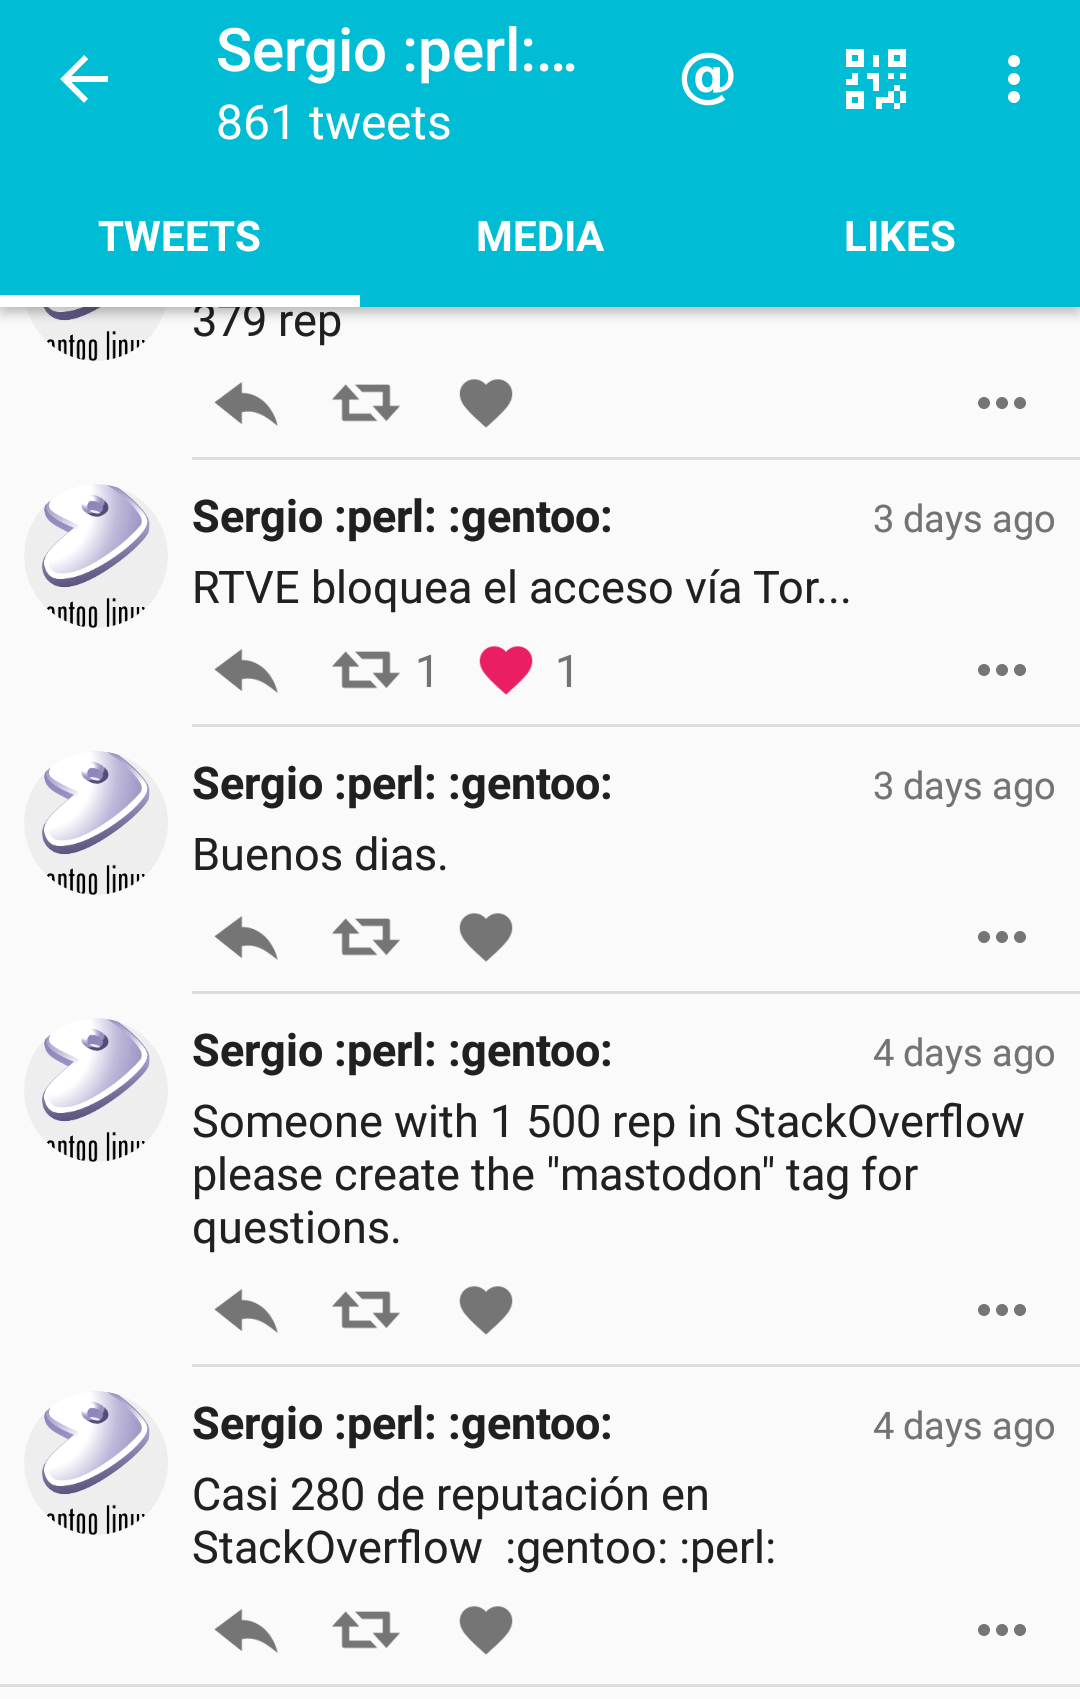 Sergio :perl:...
861 tweets
@
TWEETS
MEDIA
LIKES
379 rep
Sergio :perl: :gentoo:
3 days ago
RTVE bloquea el acceso vía Tor...
1
1
Sergio :perl: :gentoo:
3 days ago
Buenos dias.
Sergio :perl: :gentoo:
4 days ago
Someone with 1 500 rep in StackOverflow
please create the "mastodon" tag for
questions.
Sergio :perl: :gentoo:
4 days ago
Casi 280 de reputación en
StackOverflow  :gentoo: :perl: